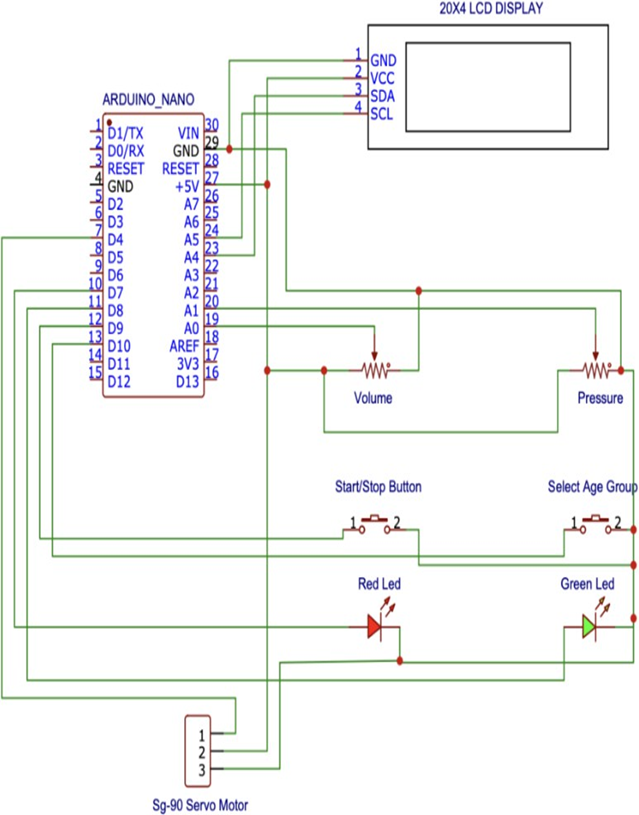 20X4 LCD DISPLAY
1 GND
2 VCC
3 SDA
4 SCL
ARDUINO_NANO
1 D1/TX VIN 30
2 D0/RX GND 29
3 RESET RESET 28
4 GND +5V 27
5 D2 A7 26
6 D3 A6 25
7 D4 A5 24
8 D5 A4 23
9 D6 A3 22
10 D7 A2 21
11 D8 A1 20
12 D9 A0 19
13 D10 AREF 18
14 D11 3V3 17
15 D12 D13 16
Volume Pressure
Start/Stop Button Select Age Group
1 2 1 2
Red Led Green Led
1
2
3
Sg-90 Servo Motor